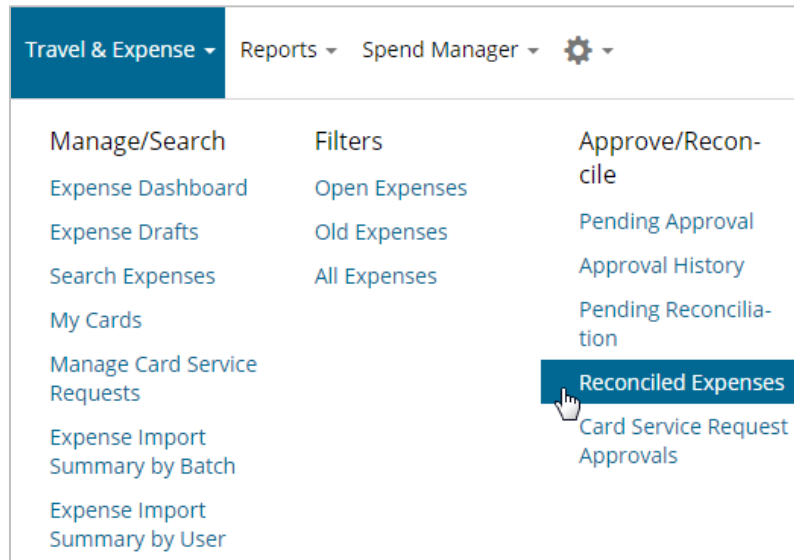 Travel & Expense Reports Spend Manager
Manage/Search
Expense Dashboard
Expense Drafts
Search Expenses
My Cards
Manage Card Service
Requests
Expense Import
Summary by Batch
Expense Import
Summary by User
Filters
Open Expenses
Old Expenses
All Expenses
Approve/Recon-
cile
Pending Approval
Approval History
Pending Reconcilia-
tion
Reconciled Expenses
Card Service Request
Approvals